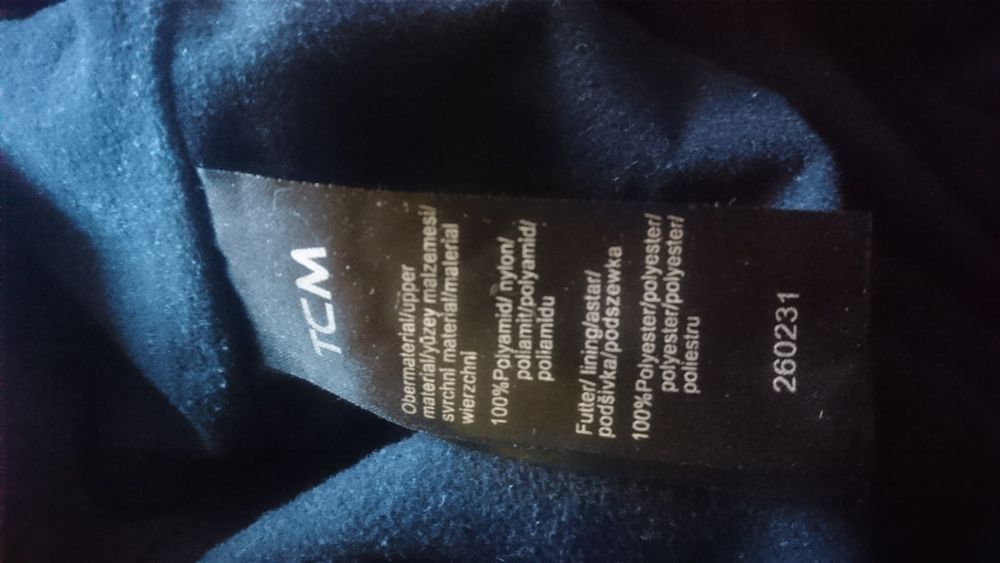 TCM
Obermaterial/upper
material/yüzey malzemesi/
svrchní materiál/materiał
wierzchni
100%Polyamid/ nylon/
poliamit/polyamid/
poliamidu
Futter/ lining/astar/
podšívka/podszewka
100%Polyester/polyester/
polyester/polyester/
poliestru
260231